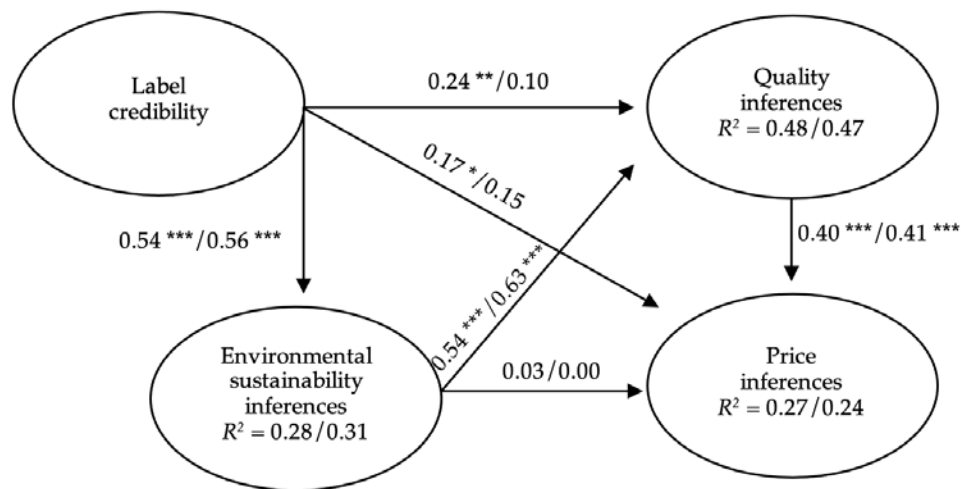 Label
credibility
0.24 **/0.10
Quality
inferences
R² = 0.48/0.47
0.17 */0.15
0.54 ***/0.56 ***
0.40 ***/0.41 ***
0.54 ***/0.63 ***
Environmental
sustainability
inferences
R² = 0.28/0.31
0.03/0.00
Price
inferences
R² = 0.27/0.24